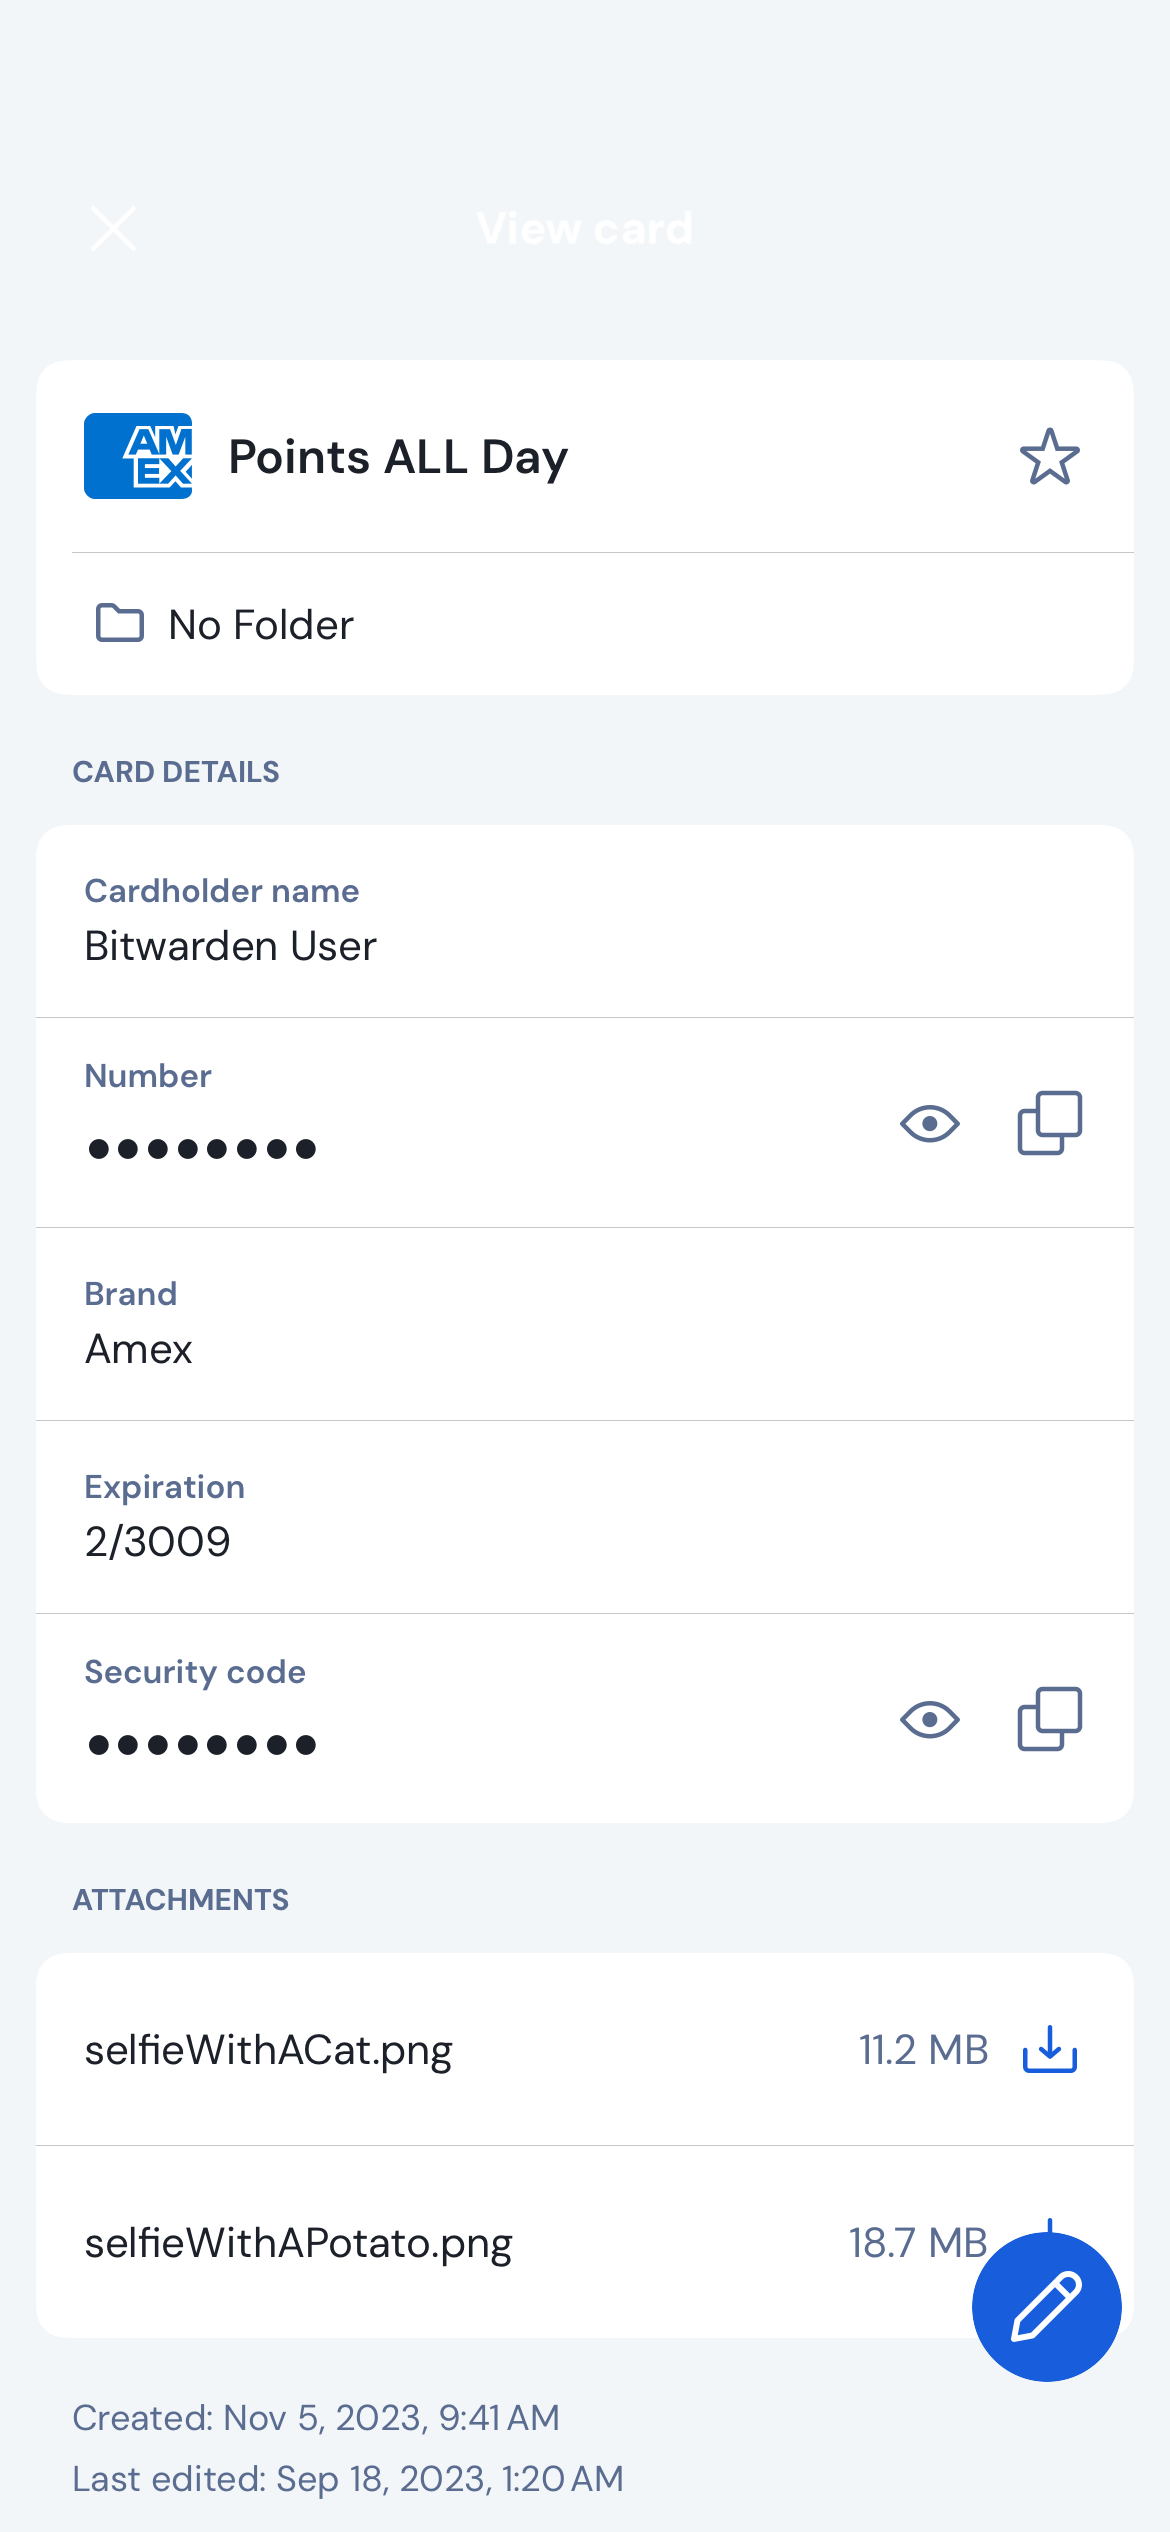 View card
AM
EX
Points ALL Day
No Folder
CARD DETAILS
Cardholder name
Bitwarden User
Number
●●●●●●●●
Brand
Amex
Expiration
2/3009
Security code
●●●●●●●●
ATTACHMENTS
selfieWithACat.png 11.2 MB
selfieWithAPotato.png 18.7 MB
Created: Nov 5, 2023, 9:41 AM
Last edited: Sep 18, 2023, 1:20 AM